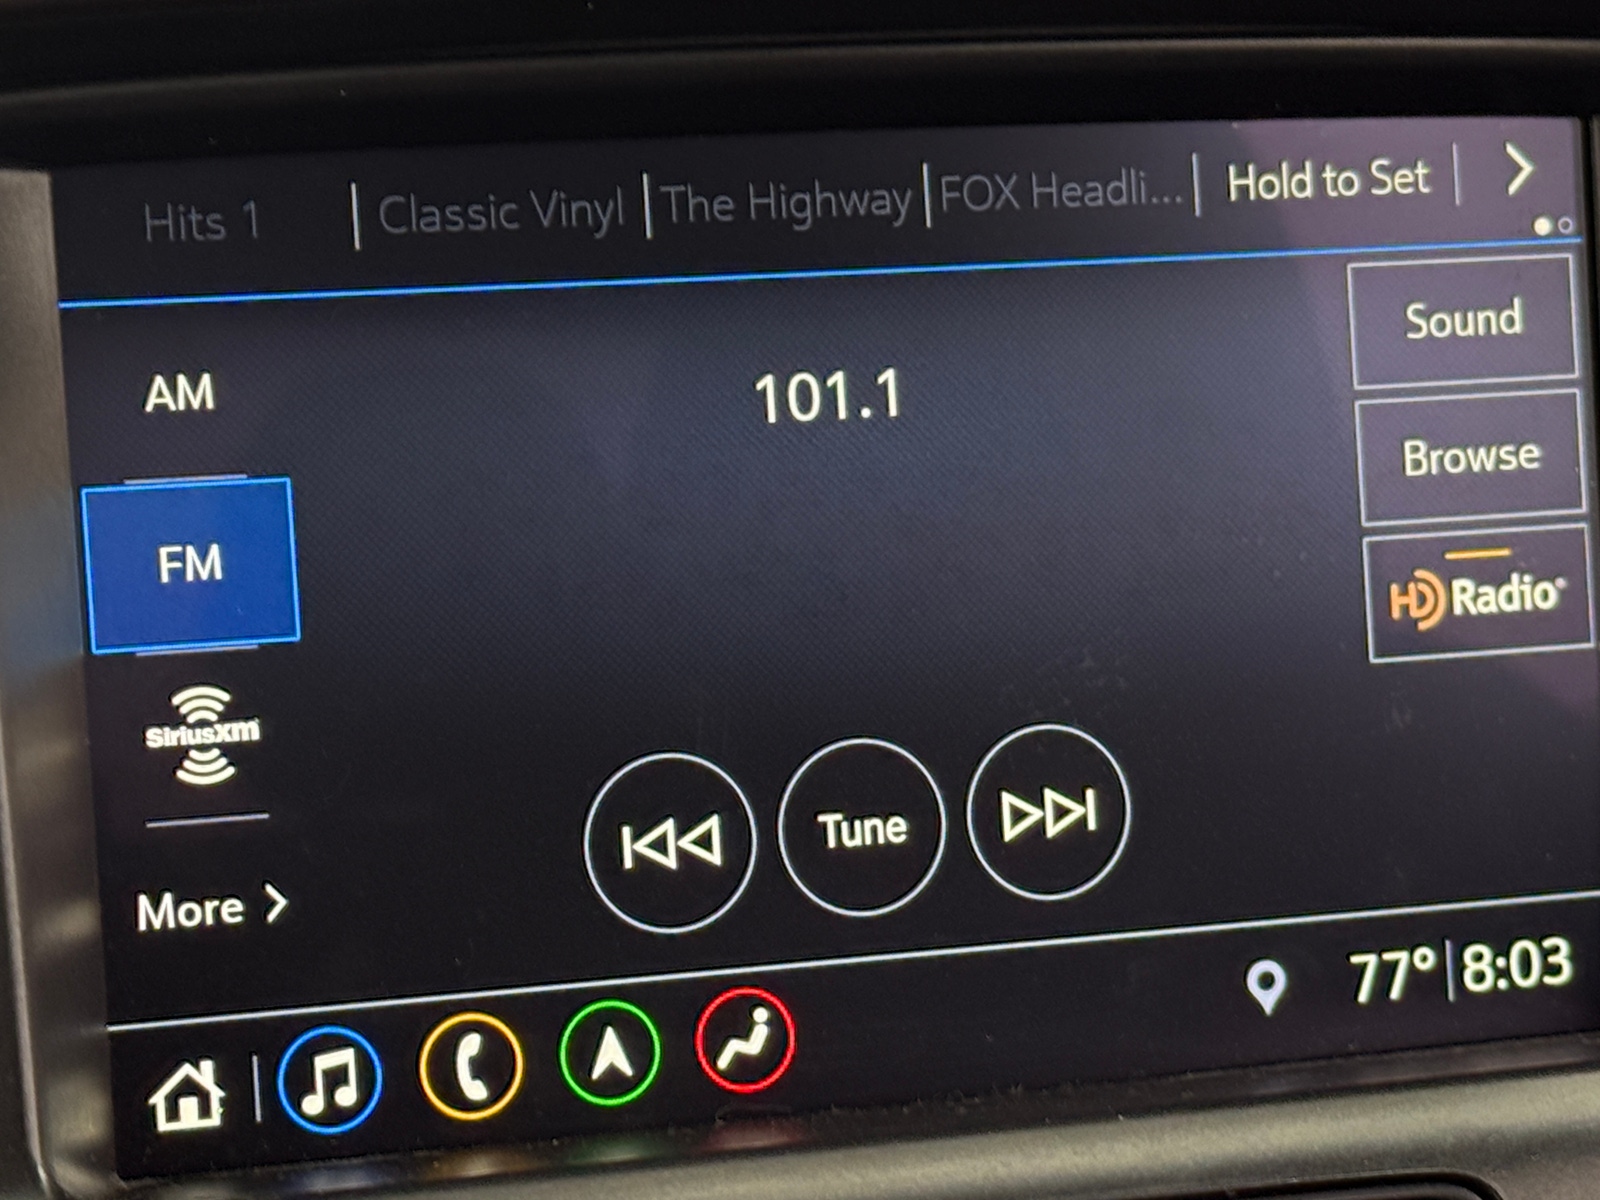 Hits 1 | Classic Vinyl | The Highway | FOX Headli... | Hold to Set |
Sound
AM
101.1
Browse
FM
HD Radio
SiriusXM
Tune
More
77° | 8:03